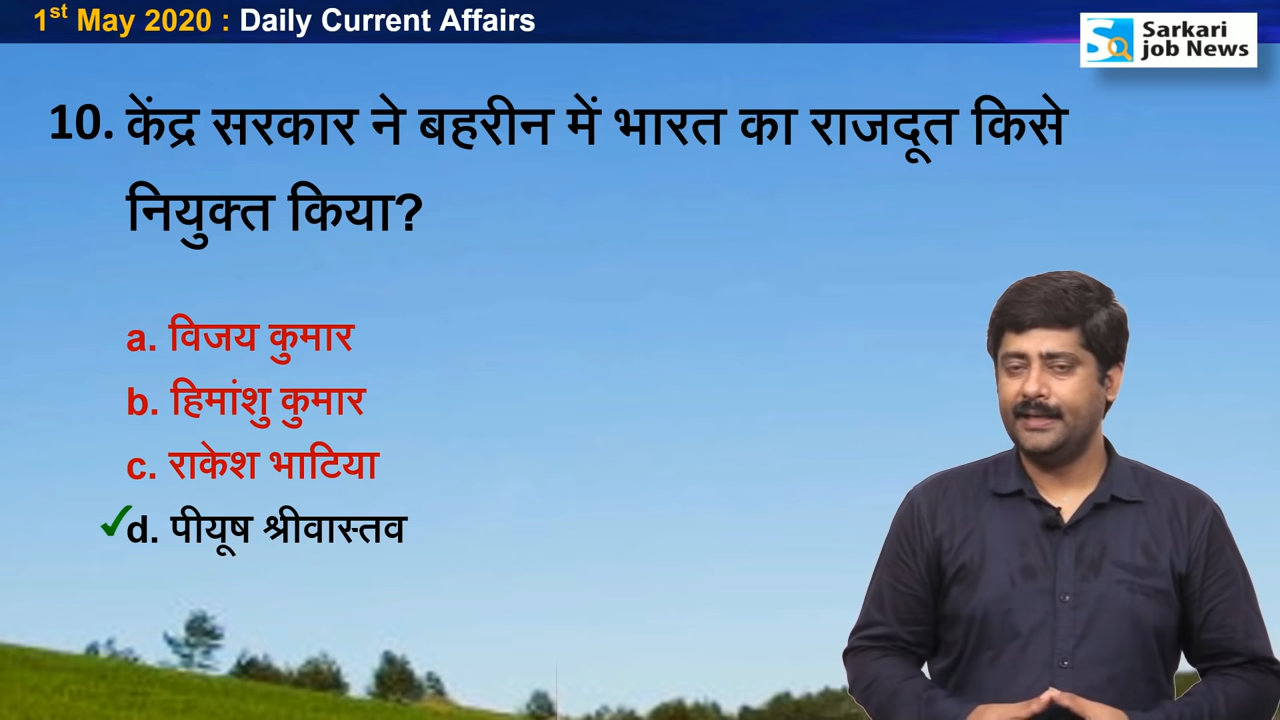 1st May 2020 : Daily Current Affairs
Sarkari
job News
10. केंद्र सरकार ने बहरीन में भारत का राजदूत किसे
नियुक्त किया?
a. विजय कुमार
b. हिमांशु कुमार
c. राकेश भाटिया
d. पीयूष श्रीवास्तव